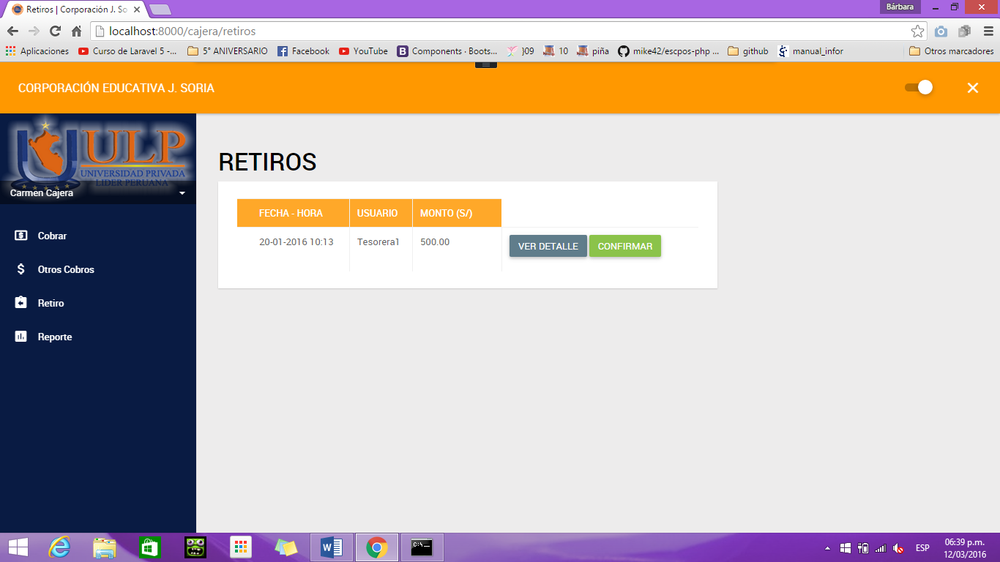 Retiros | Corporación J. So
Bárbara
localhost:8000/cajera/retiros
Aplicaciones
Curso de Laravel 5 -...
5° ANIVERSARIO
Facebook
YouTube
B
Components · Boots...
)09
10
piña
mike42/escpos-php ...
github
manual_infor
Otros marcadores
CORPORACIÓN EDUCATIVA J. SORIA
ULP
UNIVERSIDAD PRIVADA
LIDER PERUANA
Carmen Cajera
Cobrar
Otros Cobros
Retiro
Reporte
RETIROS
FECHA - HORA USUARIO MONTO (S/)
20-01-2016 10:13 Tesorera1 500.00 VER DETALLE CONFIRMAR
ESP
06:39 p.m.
12/03/2016